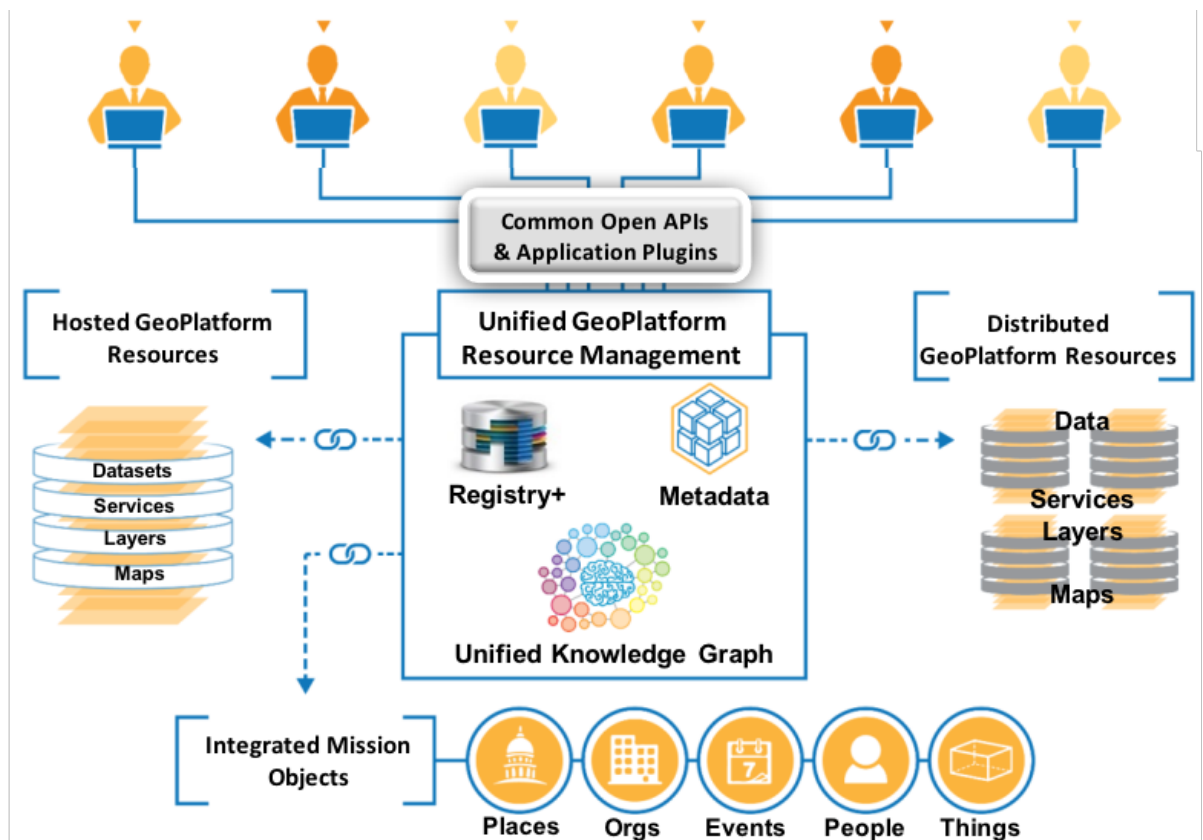 Common Open APIs
& Application Plugins
Hosted GeoPlatform
Resources
Unified GeoPlatform
Resource Management
Distributed
GeoPlatform Resources
Datasets
Services
Layers
Maps
Registry+
Metadata
Unified Knowledge Graph
Data
Services
Layers
Maps
Integrated Mission
Objects
7
Places
Orgs
Events
People
Things